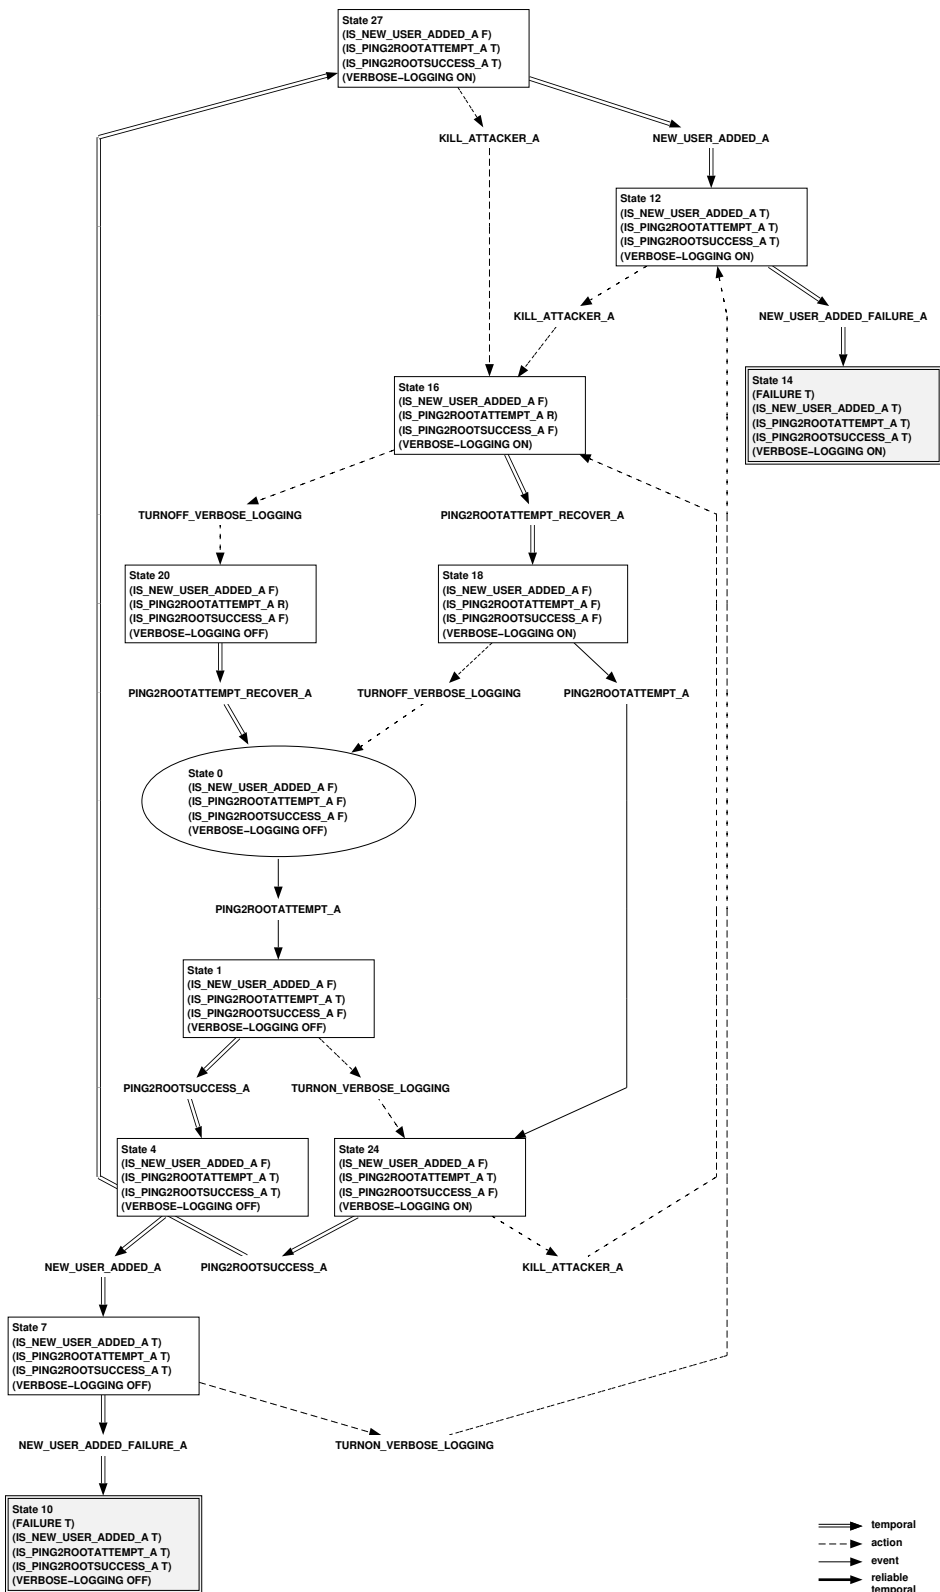 State 27
(IS_NEW_USER_ADDED_A F)
(IS_PING2ROOTATTEMPT_A T)
(IS_PING2ROOTSUCCESS_A T)
(VERBOSE−LOGGING ON)
KILL_ATTACKER_A
NEW_USER_ADDED_A
State 12
(IS_NEW_USER_ADDED_A T)
(IS_PING2ROOTATTEMPT_A T)
(IS_PING2ROOTSUCCESS_A T)
(VERBOSE−LOGGING ON)
KILL_ATTACKER_A
NEW_USER_ADDED_FAILURE_A
State 14
(FAILURE T)
(IS_NEW_USER_ADDED_A T)
(IS_PING2ROOTATTEMPT_A T)
(IS_PING2ROOTSUCCESS_A T)
(VERBOSE−LOGGING ON)
State 16
(IS_NEW_USER_ADDED_A F)
(IS_PING2ROOTATTEMPT_A R)
(IS_PING2ROOTSUCCESS_A F)
(VERBOSE−LOGGING ON)
TURNOFF_VERBOSE_LOGGING
PING2ROOTATTEMPT_RECOVER_A
State 20
(IS_NEW_USER_ADDED_A F)
(IS_PING2ROOTATTEMPT_A R)
(IS_PING2ROOTSUCCESS_A F)
(VERBOSE−LOGGING OFF)
State 18
(IS_NEW_USER_ADDED_A F)
(IS_PING2ROOTATTEMPT_A F)
(IS_PING2ROOTSUCCESS_A F)
(VERBOSE−LOGGING ON)
PING2ROOTATTEMPT_RECOVER_A
TURNOFF_VERBOSE_LOGGING
PING2ROOTATTEMPT_A
State 0
(IS_NEW_USER_ADDED_A F)
(IS_PING2ROOTATTEMPT_A F)
(IS_PING2ROOTSUCCESS_A F)
(VERBOSE−LOGGING OFF)
PING2ROOTATTEMPT_A
State 1
(IS_NEW_USER_ADDED_A F)
(IS_PING2ROOTATTEMPT_A T)
(IS_PING2ROOTSUCCESS_A F)
(VERBOSE−LOGGING OFF)
PING2ROOTSUCCESS_A
TURNON_VERBOSE_LOGGING
State 4
(IS_NEW_USER_ADDED_A F)
(IS_PING2ROOTATTEMPT_A T)
(IS_PING2ROOTSUCCESS_A T)
(VERBOSE−LOGGING OFF)
State 24
(IS_NEW_USER_ADDED_A F)
(IS_PING2ROOTATTEMPT_A T)
(IS_PING2ROOTSUCCESS_A F)
(VERBOSE−LOGGING ON)
NEW_USER_ADDED_A
PING2ROOTSUCCESS_A
KILL_ATTACKER_A
State 7
(IS_NEW_USER_ADDED_A T)
(IS_PING2ROOTATTEMPT_A T)
(IS_PING2ROOTSUCCESS_A T)
(VERBOSE−LOGGING OFF)
NEW_USER_ADDED_FAILURE_A
TURNON_VERBOSE_LOGGING
State 10
(FAILURE T)
(IS_NEW_USER_ADDED_A T)
(IS_PING2ROOTATTEMPT_A T)
(IS_PING2ROOTSUCCESS_A T)
(VERBOSE−LOGGING OFF)
temporal
action
event
reliable
temporal